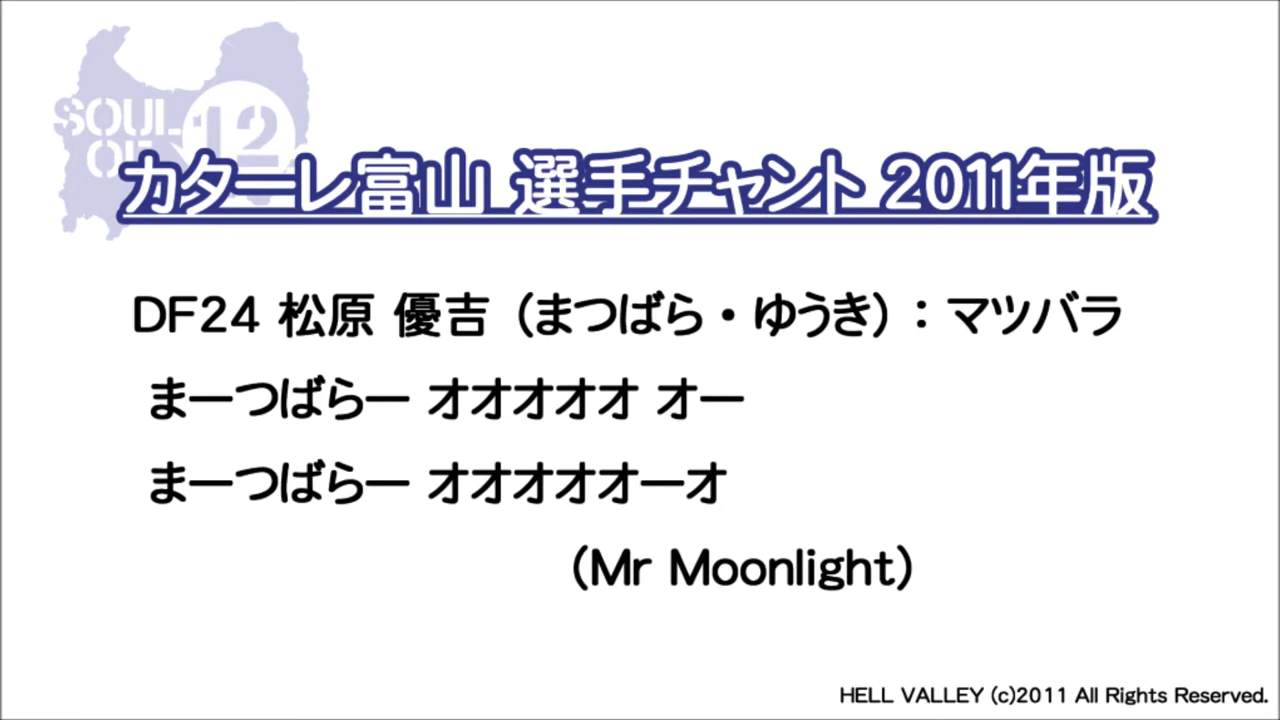 SOUL
OF 12
カターレ富山 選手チャント 2011年版
DF24 松原 優吉 (まつばら・ゆうき) : マツバラ
まーつばらー オオオオオ オー
まーつばらー オオオオオーオ
(Mr Moonlight)
HELL VALLEY (c)2011 All Rights Reserved.